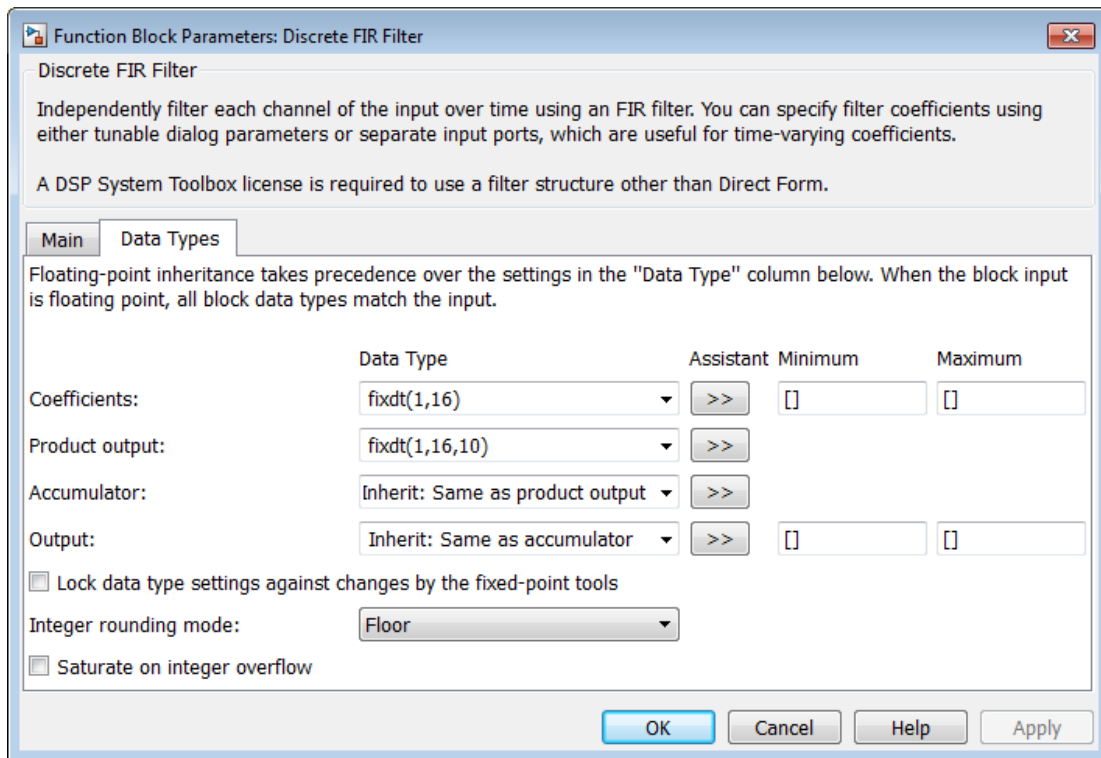 Function Block Parameters: Discrete FIR Filter
Discrete FIR Filter
Independently filter each channel of the input over time using an FIR filter. You can specify filter coefficients using
either tunable dialog parameters or separate input ports, which are useful for time-varying coefficients.
A DSP System Toolbox license is required to use a filter structure other than Direct Form.
Main Data Types
Floating-point inheritance takes precedence over the settings in the "Data Type" column below. When the block input
is floating point, all block data types match the input.
Data Type Assistant Minimum Maximum
Coefficients: fixdt(1,16) >> [] []
Product output: fixdt(1,16,10) >>
Accumulator: Inherit: Same as product output >>
Output: Inherit: Same as accumulator >> [] []
Lock data type settings against changes by the fixed-point tools
Integer rounding mode: Floor
Saturate on integer overflow
OK Cancel Help Apply